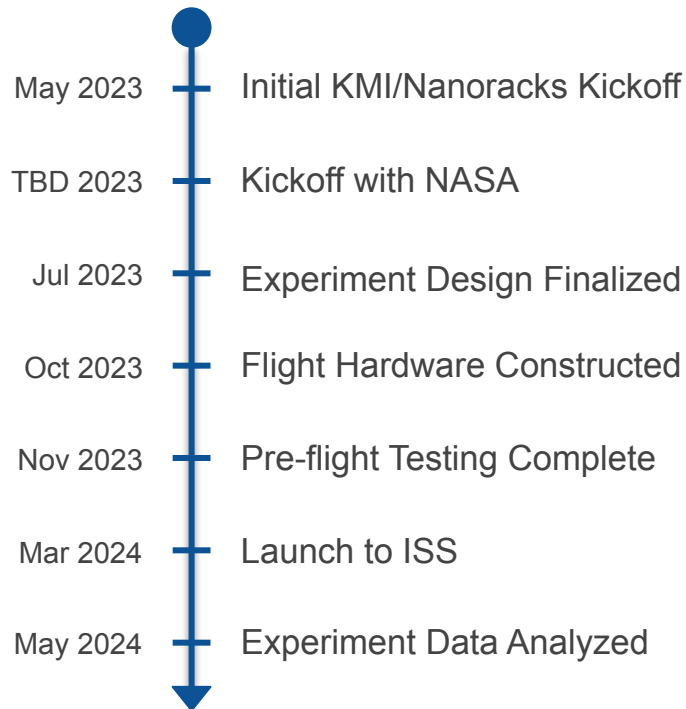 May 2023 Initial KMI/Nanoracks Kickoff
TBD 2023 Kickoff with NASA
Jul 2023 Experiment Design Finalized
Oct 2023 Flight Hardware Constructed
Nov 2023 Pre-flight Testing Complete
Mar 2024 Launch to ISS
May 2024 Experiment Data Analyzed